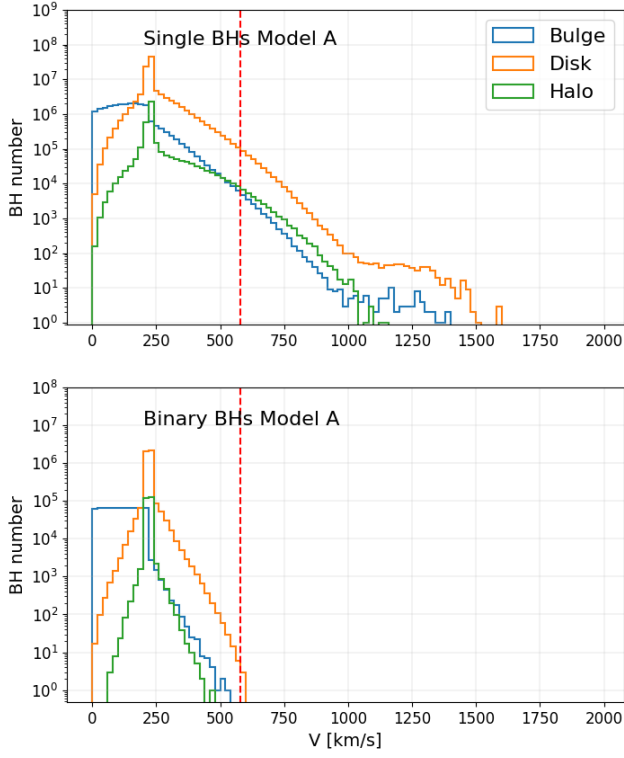 Single BHs Model A
Bulge
Disk
Halo
BH number
10⁹
10⁸
10⁷
10⁶
10⁵
10⁴
10³
10²
10¹
10⁰
0 250 500 750 1000 1250 1500 1750 2000
Binary BHs Model A
BH number
10⁸
10⁷
10⁶
10⁵
10⁴
10³
10²
10¹
10⁰
0 250 500 750 1000 1250 1500 1750 2000
V [km/s]